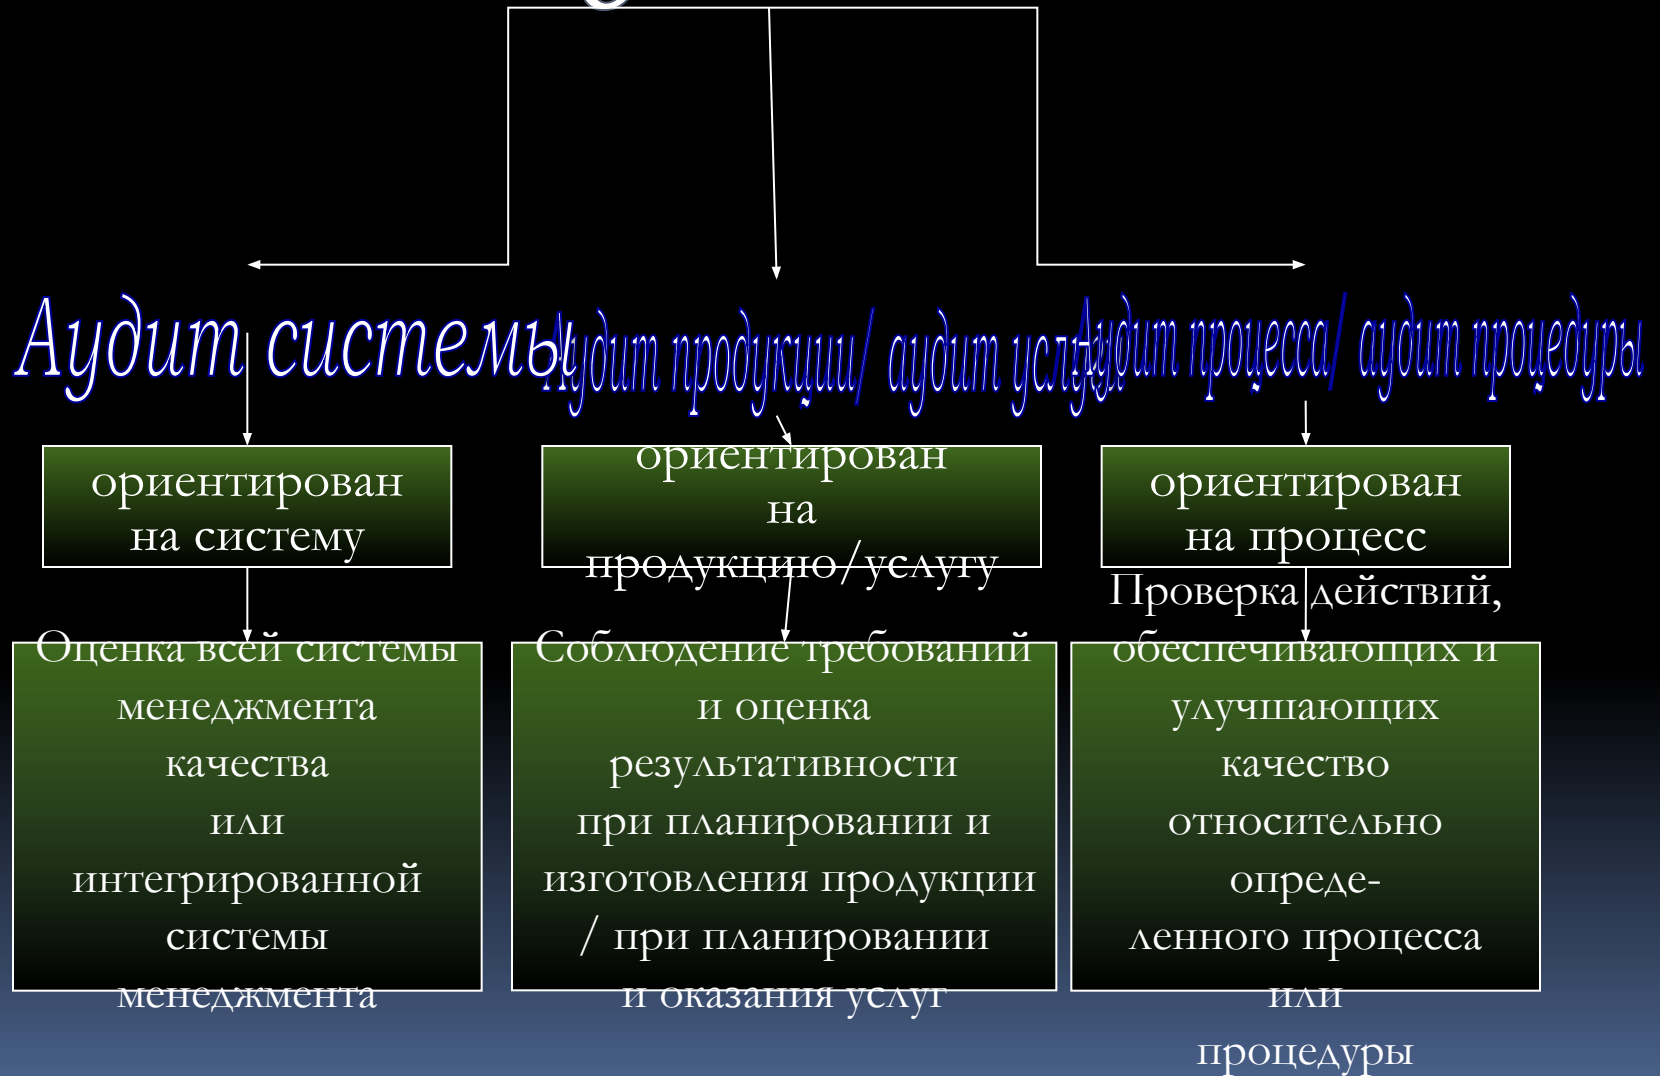 Аудит системы
Аудит продукции/ аудит услуги
Аудит процесса/ аудит процедуры
ориентирован
на систему
ориентирован
на
продукцию/услугу
ориентирован
на процесс
Оценка всей системы
менеджмента
качества
или
интегрированной
системы
менеджмента
Соблюдение требований
и оценка
результативности
при планировании и
изготовления продукции
/ при планировании
и оказания услуг
Проверка действий,
обеспечивающих и
улучшающих
качество
относительно
опреде-
ленного процесса
или
процедуры